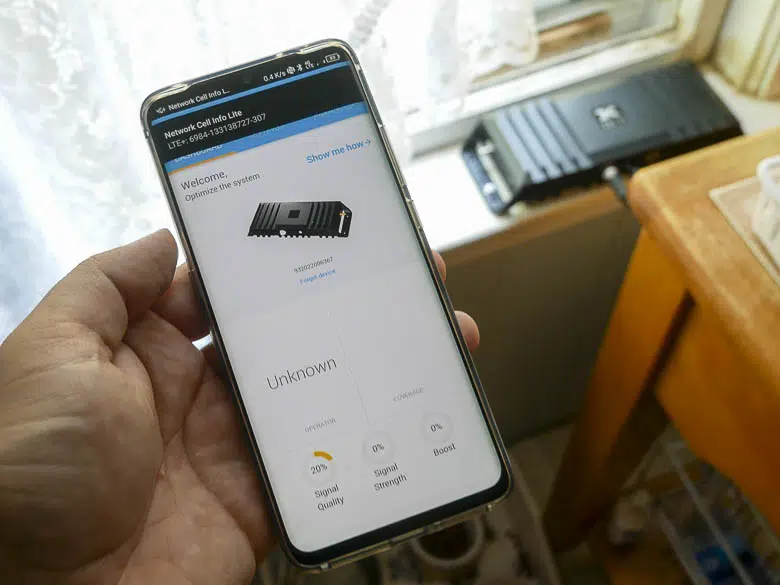 Network Cell Info L...
0.4 K/s
Network Cell Info Lite
LTE+: 6984-133138727-307
Show me how
Welcome,
Optimize the system
Forget device
Unknown
OPERATOR
COVERAGE
20%
Signal
Quality
0%
Signal
Strength
0%
Boost